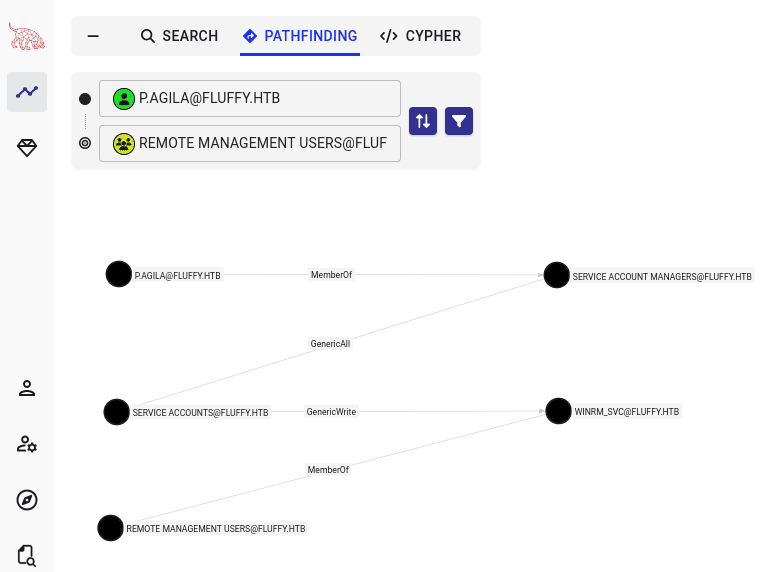 SEARCH
PATHFINDING
CYPHER
P.AGILA@FLUFFY.HTB
REMOTE MANAGEMENT USERS@FLUF
P.AGILA@FLUFFY.HTB
MemberOf
SERVICE ACCOUNT MANAGERS@FLUFFY.HTB
GenericAll
SERVICE ACCOUNTS@FLUFFY.HTB
GenericWrite
WINRM_SVC@FLUFFY.HTB
MemberOf
REMOTE MANAGEMENT USERS@FLUFFY.HTB